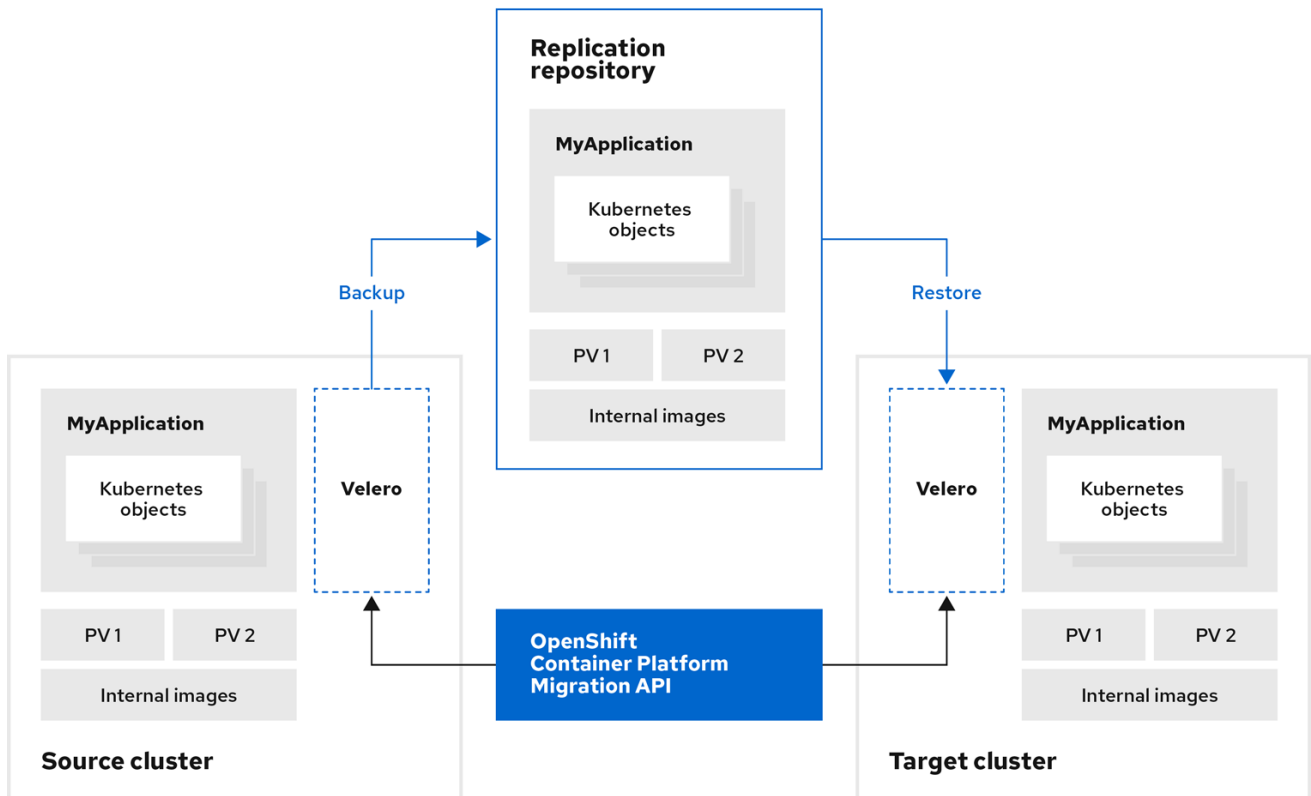 Replication
repository
MyApplication
Kubernetes
objects
PV 1
PV 2
Internal images
Backup
Restore
MyApplication
Kubernetes
objects
Velero
PV 1
PV 2
Internal images
Source cluster
OpenShift
Container Platform
Migration API
Velero
MyApplication
Kubernetes
objects
PV 1
PV 2
Internal images
Target cluster